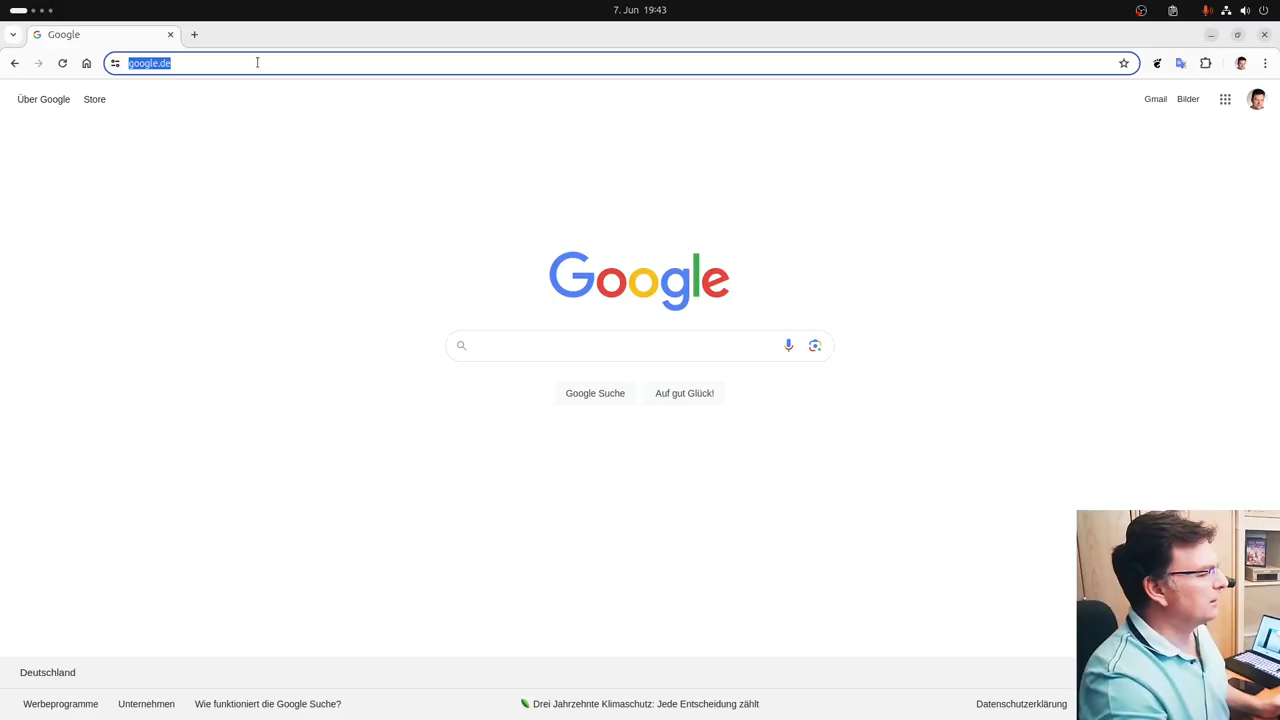 7. Jun 19:43
Google
google.de
Über Google Store
Gmail Bilder
Google
Google Suche Auf gut Glück!
Deutschland
Werbeprogramme Unternehmen Wie funktioniert die Google Suche? Drei Jahrzehnte Klimaschutz: Jede Entscheidung zählt Datenschutzerklärung